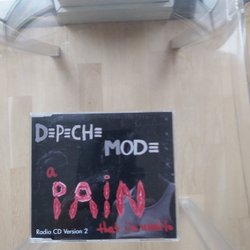 DEPECHE
MODE
a
PAIN
that i'm used to
Radio CD Version 2